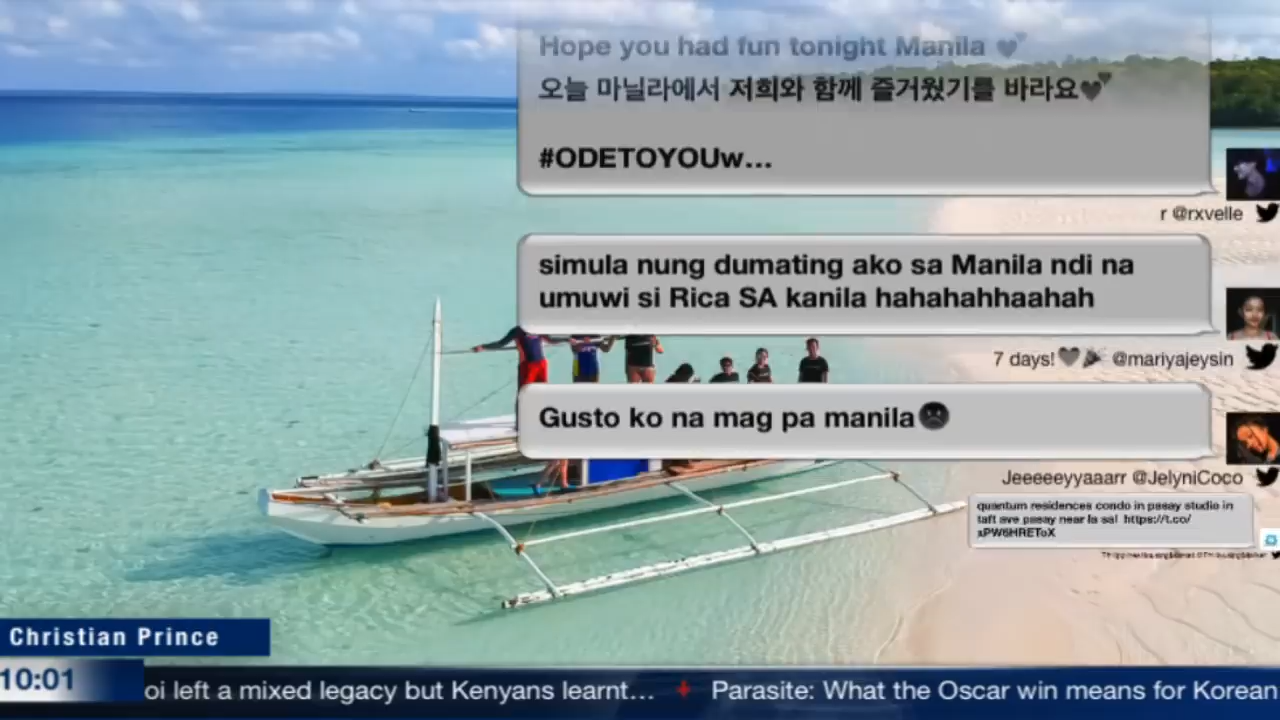 Hope you had fun tonight Manila 💕
오늘 마닐라에서 저희와 함께 즐거웠기를 바라요💕
#ODETOYOUw...
r @rxvelle
simula nung dumating ako sa Manila ndi na
umuwi si Rica SA kanila hahahahhaahah
7 days!🖤🎉 @mariyajeysin
Gusto ko na mag pa manila☹
Jeeeeeyyaaarr @JelyniCoco
quantum residences condo in pasay studio in
taft ave pasay near la sal https://t.co/
xPW6HREToX
Christian Prince
10:01
oi left a mixed legacy but Kenyans learnt... Parasite: What the Oscar win means for Korean